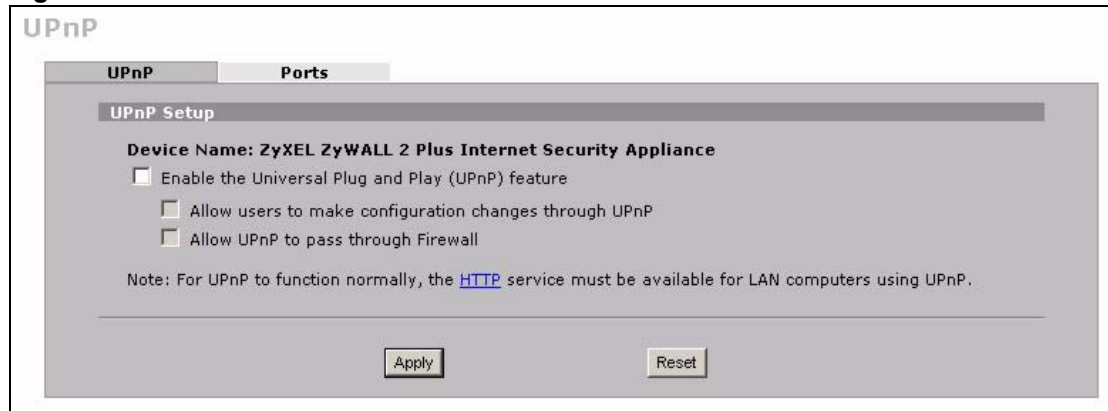 UPnP
UPnP Ports
UPnP Setup
Device Name: ZyXEL ZyWALL 2 Plus Internet Security Appliance
Enable the Universal Plug and Play (UPnP) feature
Allow users to make configuration changes through UPnP
Allow UPnP to pass through Firewall
Note: For UPnP to function normally, the HTTP service must be available for LAN computers using UPnP.
Apply Reset